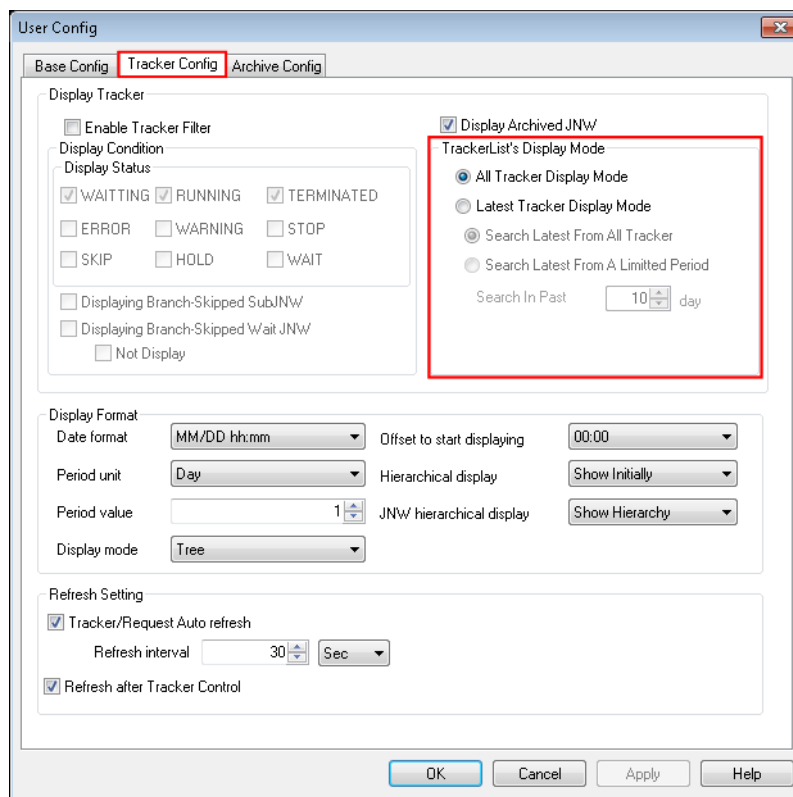 User Config
Base Config Tracker Config Archive Config
Display Tracker
Enable Tracker Filter
Display Archived JNW
Display Condition
Display Status
WAITTING RUNNING TERMINATED
ERROR WARNING STOP
SKIP HOLD WAIT
Displaying Branch-Skipped SubJNW
Displaying Branch-Skipped Wait JNW
Not Display
TrackerList's Display Mode
All Tracker Display Mode
Latest Tracker Display Mode
Search Latest From All Tracker
Search Latest From A Limitted Period
Search In Past 10 day
Display Format
Date format MM/DD hh:mm Offset to start displaying 00:00
Period unit Day Hierarchical display Show Initially
Period value 1 JNW hierarchical display Show Hierarchy
Display mode Tree
Refresh Setting
Tracker/Request Auto refresh
Refresh interval 30 Sec
Refresh after Tracker Control
OK Cancel Apply Help